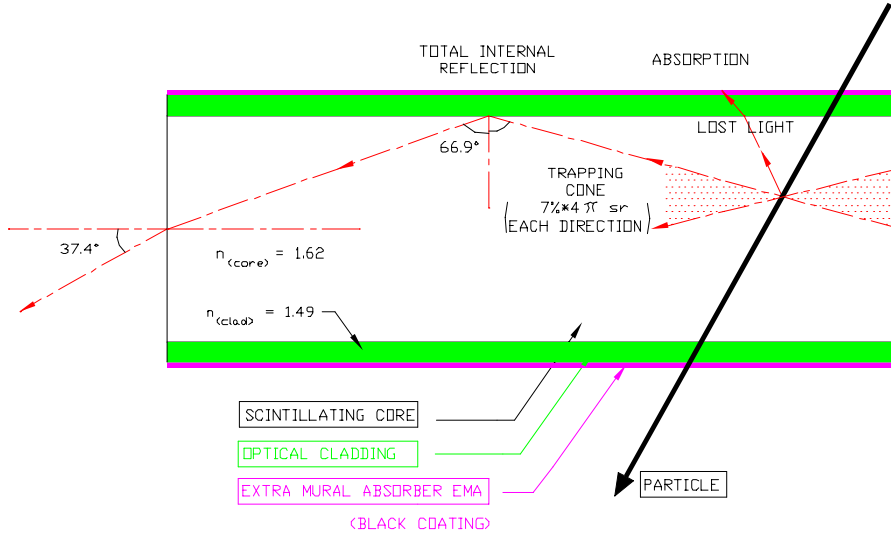 TOTAL INTERNAL
REFLECTION
ABSORPTION
LOST LIGHT
66.9°
TRAPPING
CONE
7%*4 π sr
(EACH DIRECTION)
37.4°
n(core) = 1.62
n(clad) = 1.49
SCINTILLATING CORE
OPTICAL CLADDING
EXTRA MURAL ABSORBER EMA
(BLACK COATING)
PARTICLE